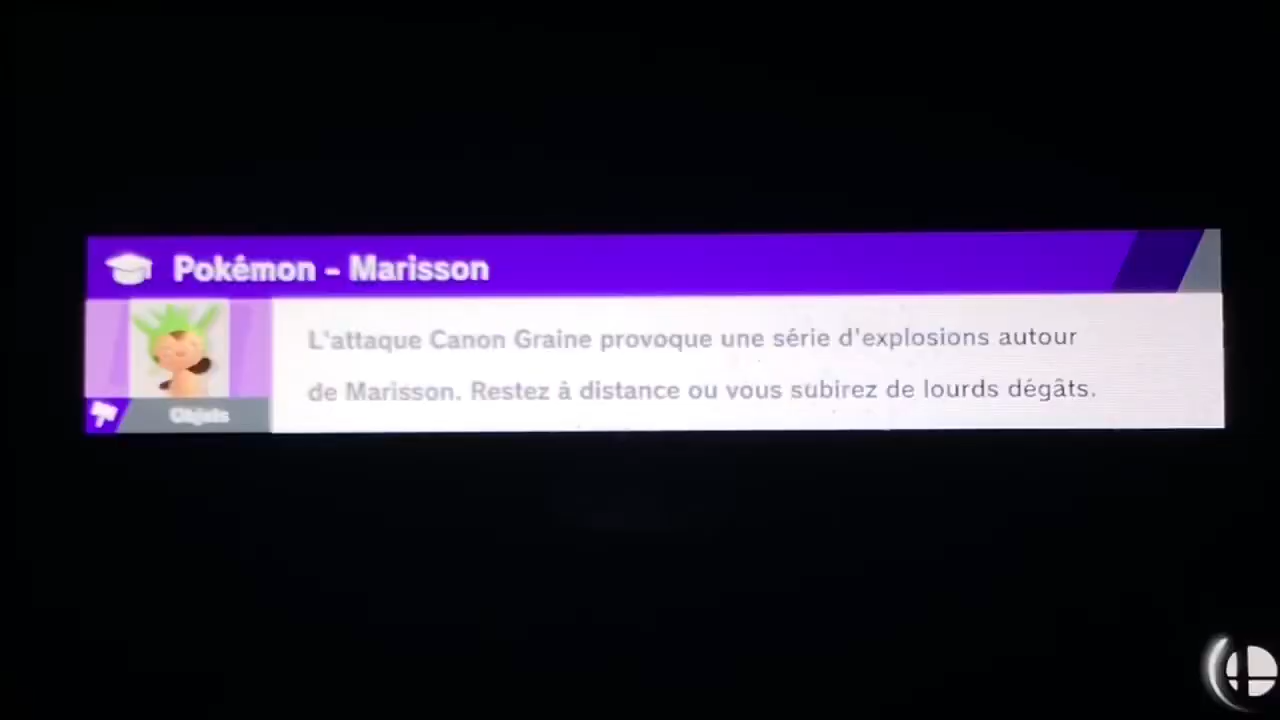 Pokémon - Marisson
L'attaque Canon Graine provoque une série d'explosions autour
de Marisson. Restez à distance ou vous subirez de lourds dégâts.
Objets